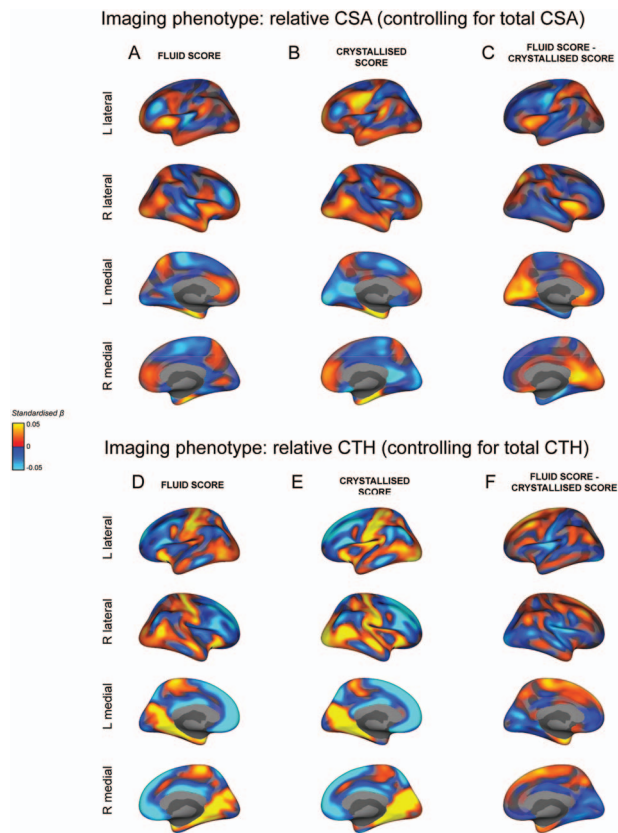 Imaging phenotype: relative CSA (controlling for total CSA)
A FLUID SCORE
B CRYSTALLISED
SCORE
C FLUID SCORE -
CRYSTALLISED SCORE
L lateral
R lateral
L medial
R medial
Standardised β
0.05
0
-0.05
Imaging phenotype: relative CTH (controlling for total CTH)
D FLUID SCORE
E CRYSTALLISED
SCORE
F FLUID SCORE -
CRYSTALLISED SCORE
L lateral
R lateral
L medial
R medial